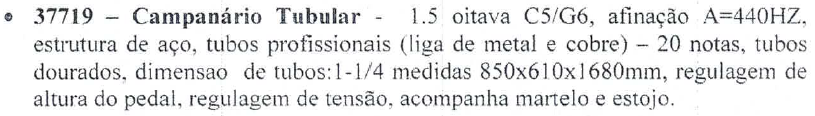 • 37719 – Campanário Tubular - 1.5 oitava C5/G6, afinação A=440HZ,
estrutura de aço, tubos profissionais (liga de metal e cobre) – 20 notas, tubos
dourados, dimensao de tubos:1-1/4 medidas 850x610x1680mm, regulagem de
altura do pedal, regulagem de tensão, acompanha martelo e estojo.